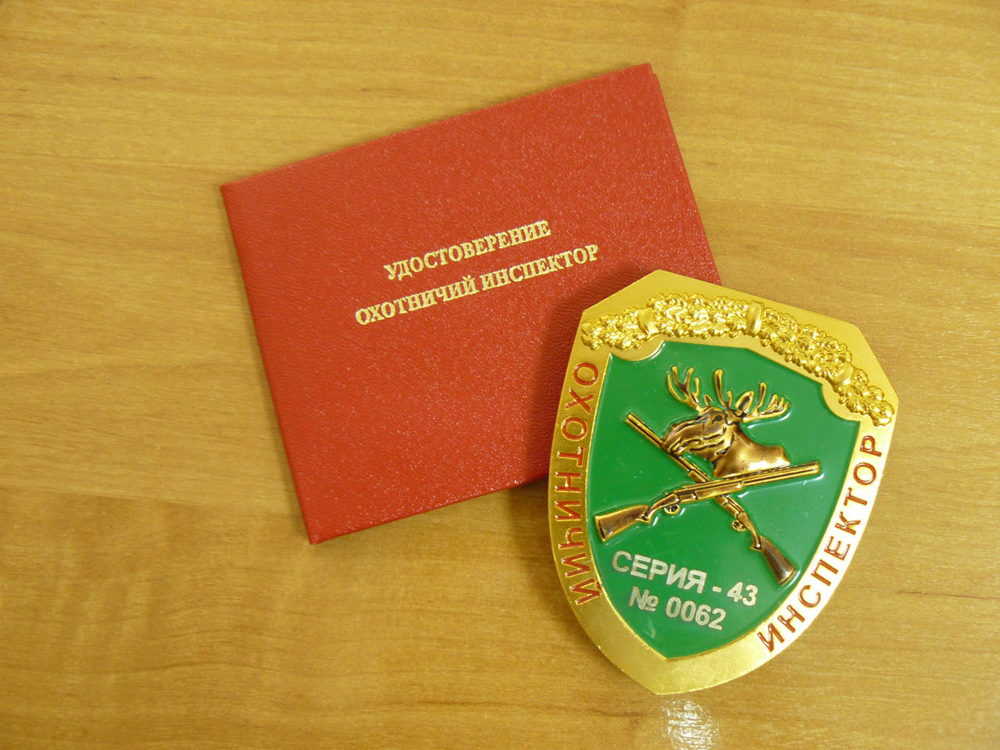 УДОСТОВЕРЕНИЕ
ОХОТНИЧИЙ ИНСПЕКТОР
ОХОТНИЧИЙ
ИНСПЕКТОР
СЕРИЯ - 43
№ 0062